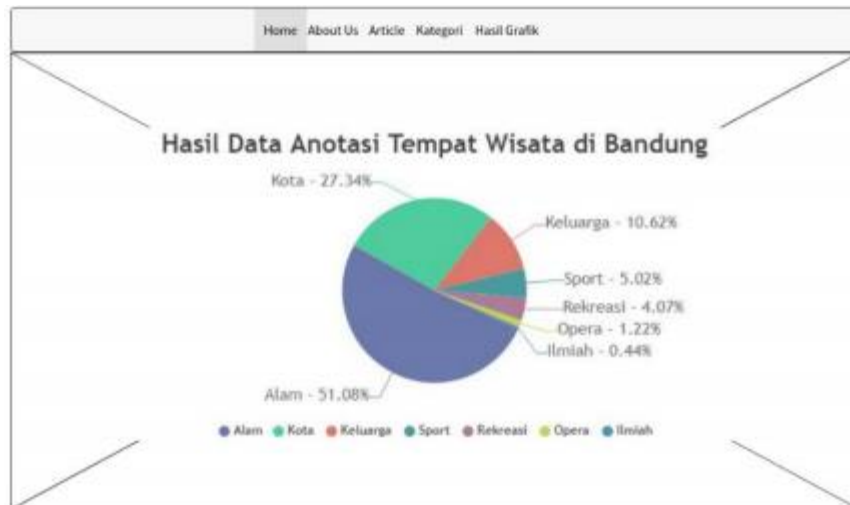 Home About Us Article Kategori Hasil Grafik
Hasil Data Anotasi Tempat Wisata di Bandung
Kota - 27.34%
Keluarga - 10.62%
Sport - 5.02%
Rekreasi - 4.07%
Opera - 1.22%
Ilmiah - 0.44%
Alam - 51.08%
Alam Kota Keluarga Sport Rekreasi Opera Ilmiah